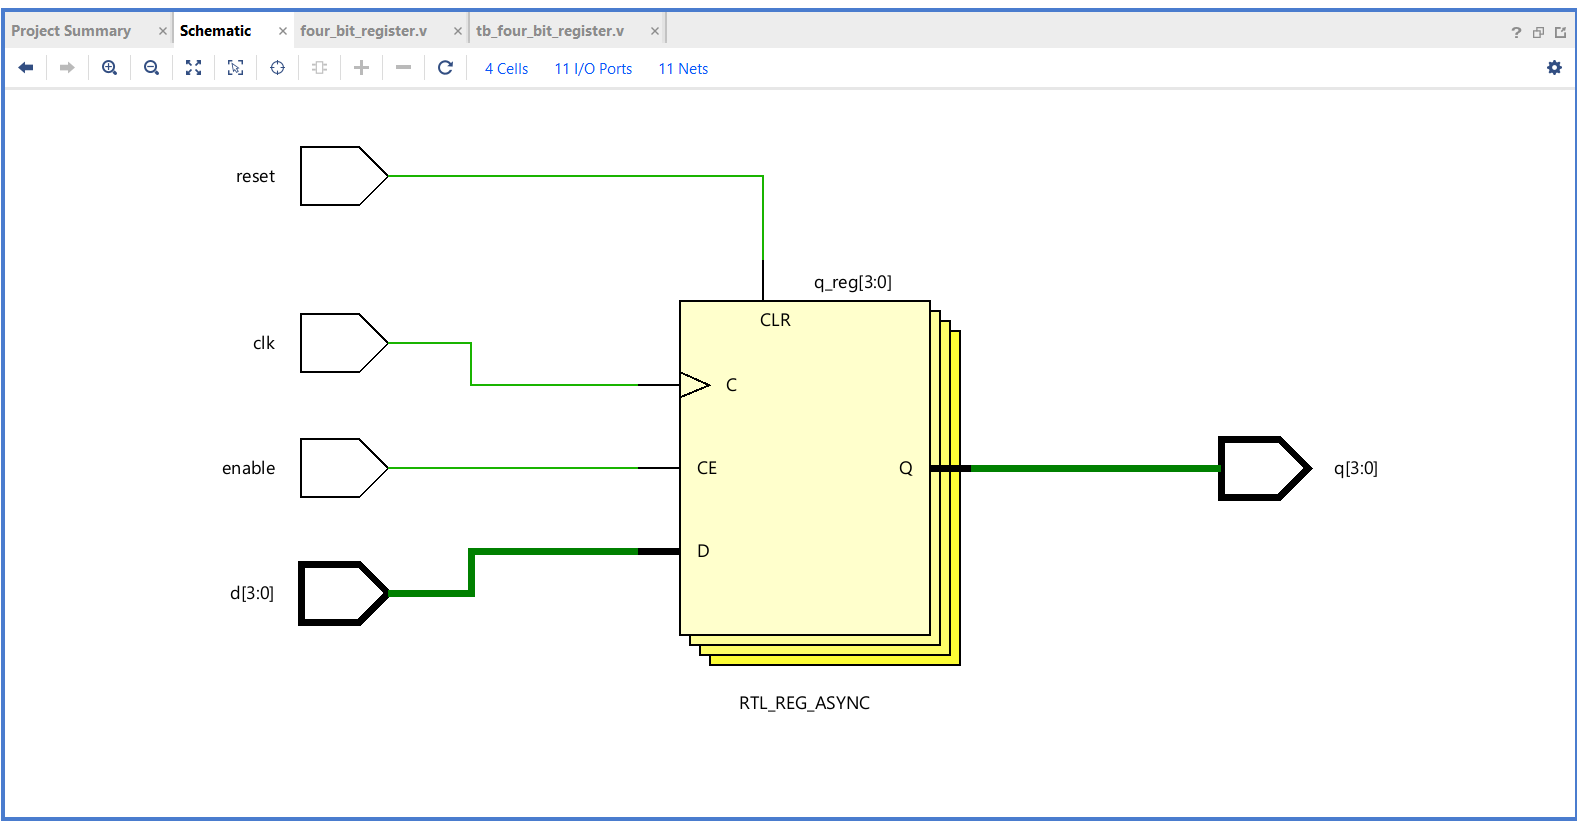 Project Summary × Schematic × four_bit_register.v × tb_four_bit_register.v ×
?
4 Cells 11 I/O Ports 11 Nets
reset
q_reg[3:0]
CLR
clk
C
enable
CE
Q
q[3:0]
D
d[3:0]
RTL_REG_ASYNC